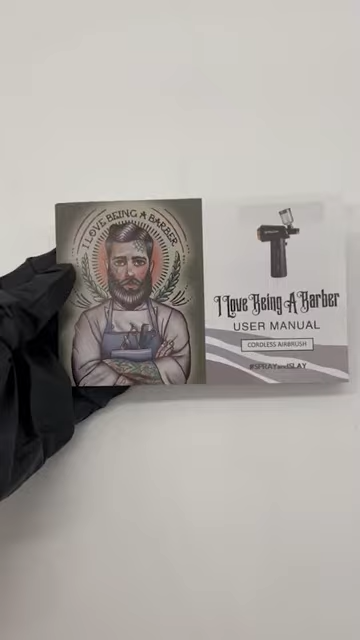 I LOVE BEING A BARBER
I Love Being A Barber
USER MANUAL
CORDLESS AIRBRUSH
#SPRAYandSLAY